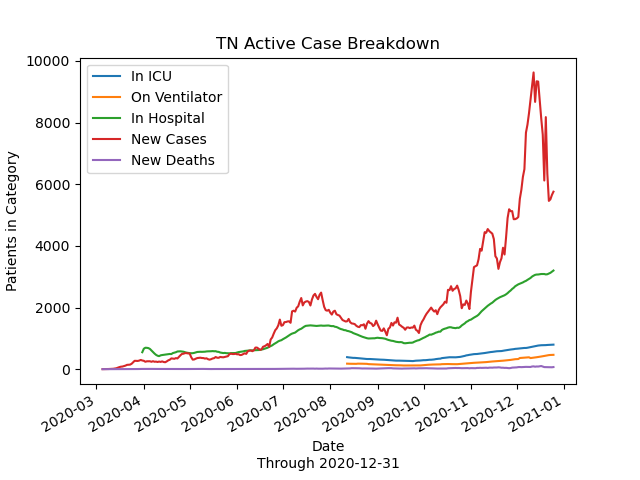 TN Active Case Breakdown
In ICU
On Ventilator
In Hospital
New Cases
New Deaths
Patients in Category
10000
8000
6000
4000
2000
0
2020-03
2020-04
2020-05
2020-06
2020-07
2020-08
2020-09
2020-10
2020-11
2020-12
2021-01
Date
Through 2020-12-31